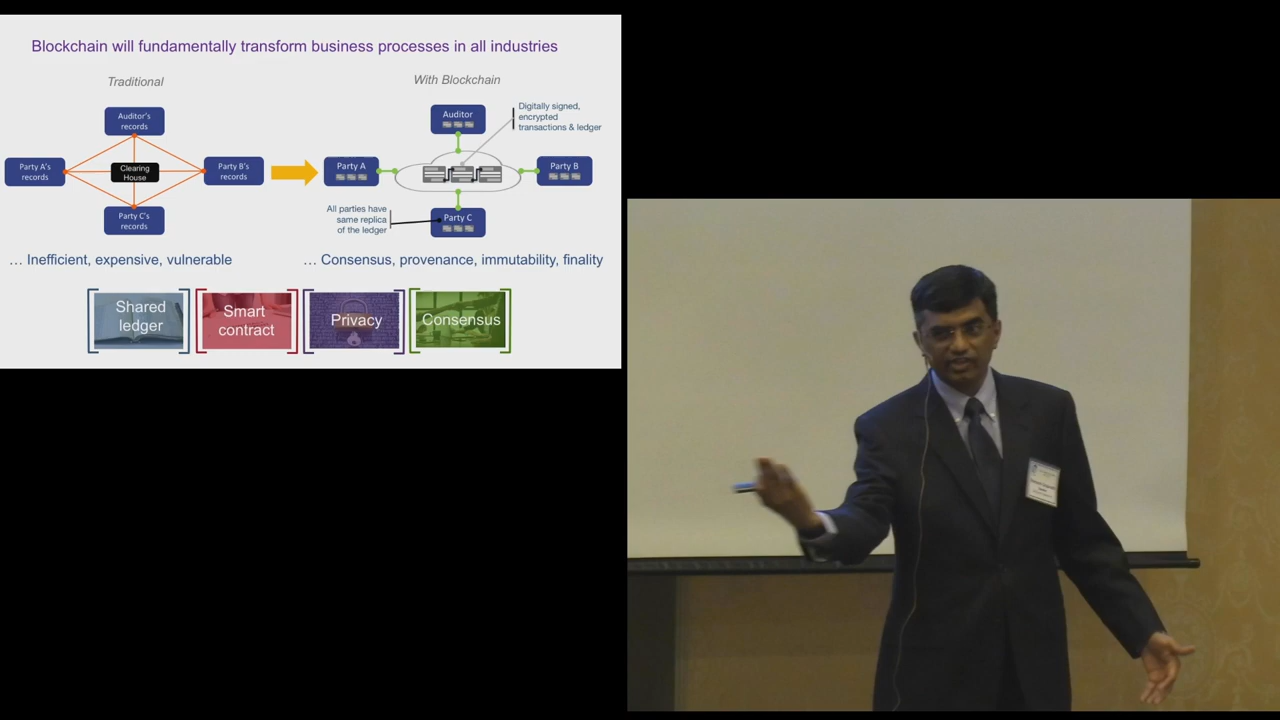 Blockchain will fundamentally transform business processes in all industries
Traditional
With Blockchain
Auditor's
records
Party A's
records
Clearing
House
Party B's
records
Party C's
records
Auditor
Digitally signed,
encrypted
transactions & ledger
Party A
Party B
All parties have
same replica
of the ledger
Party C
… Inefficient, expensive, vulnerable
… Consensus, provenance, immutability, finality
Shared
ledger
Smart
contract
Privacy
Consensus